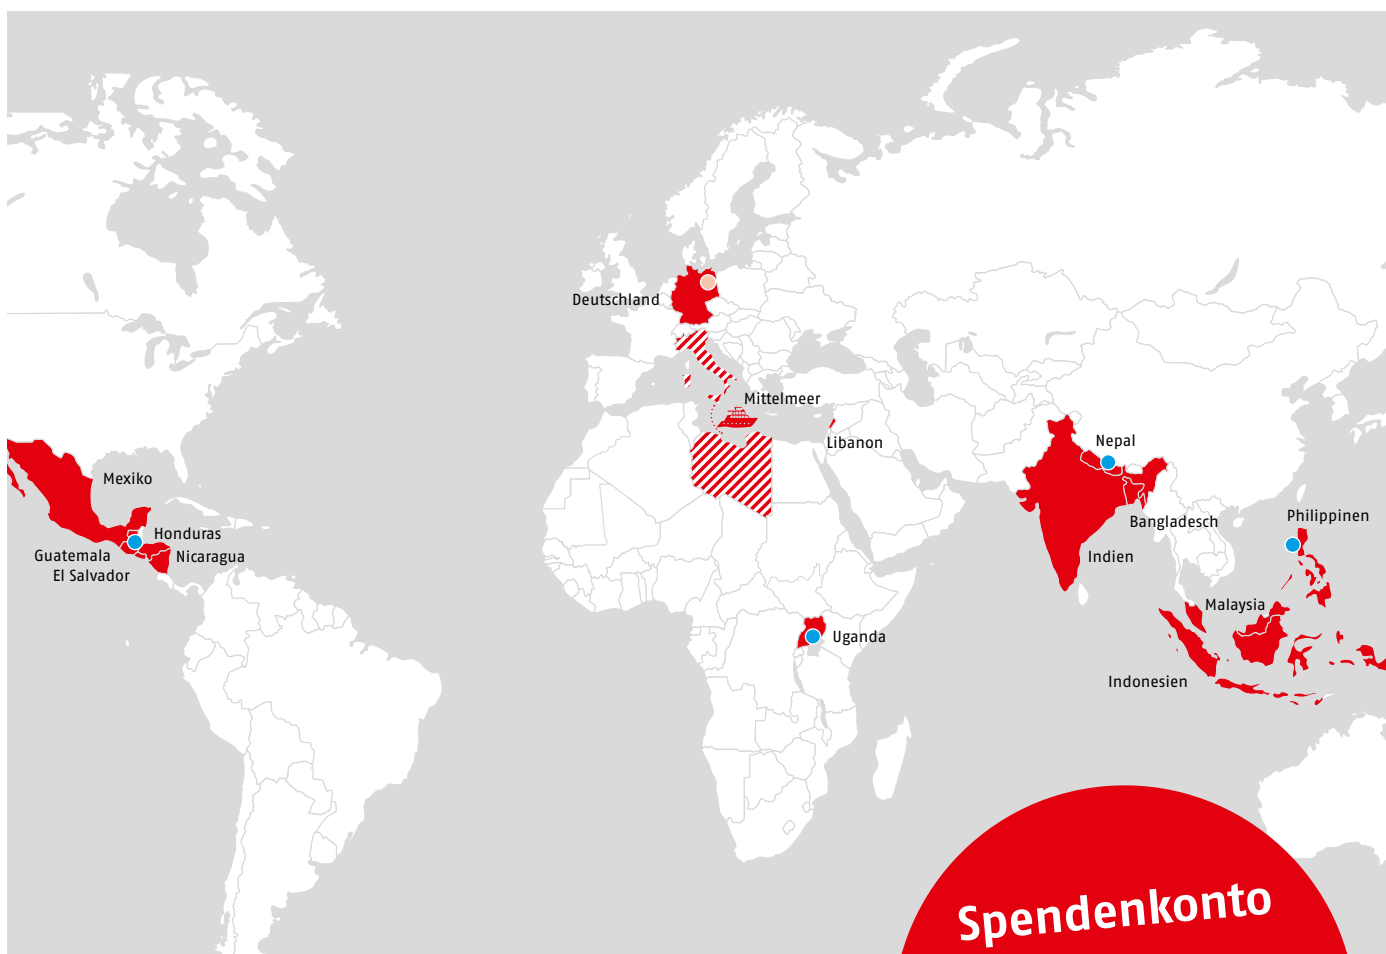 Deutschland
Mittelmeer
Libanon
Nepal
Mexiko
Honduras
Guatemala
Nicaragua
El Salvador
Bangladesch
Philippinen
Indien
Malaysia
Uganda
Indonesien
Spendenkonto